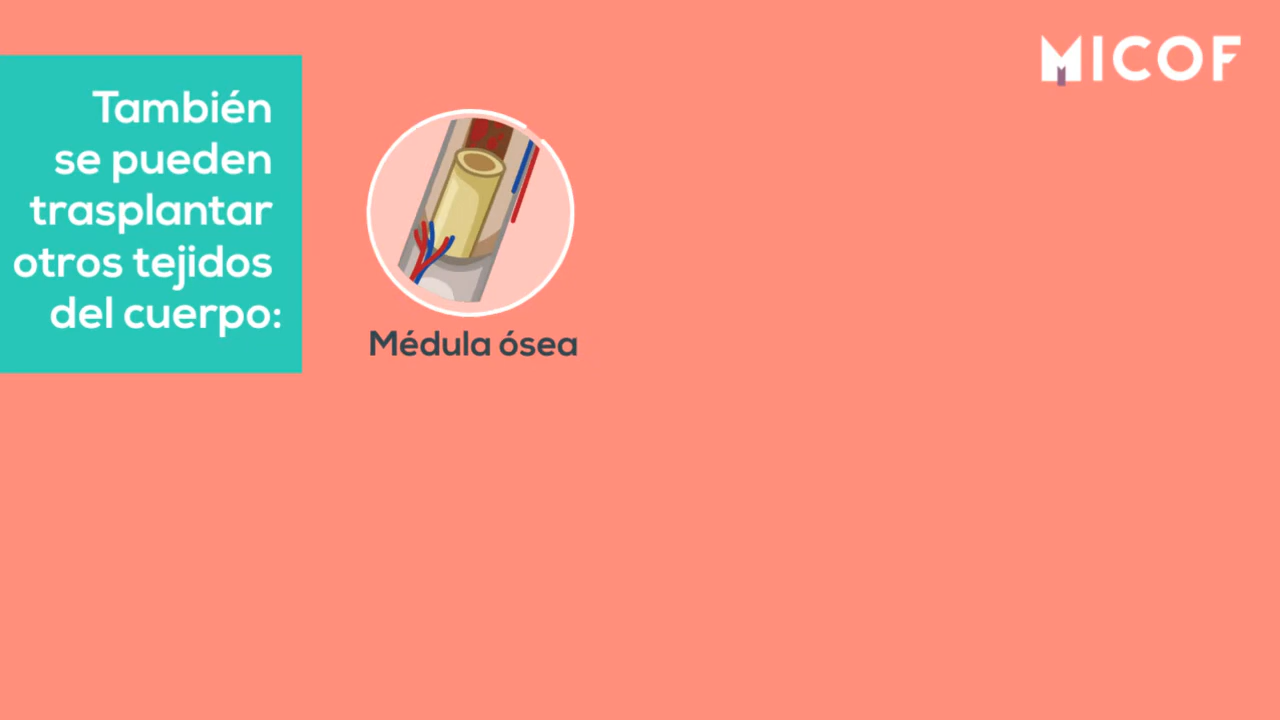 También
se pueden
trasplantar
otros tejidos
del cuerpo:
Médula ósea
MICOF